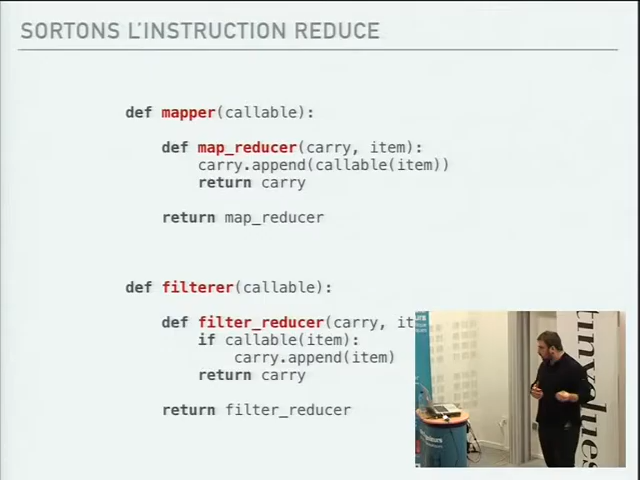 SORTONS L'INSTRUCTION REDUCE
def mapper(callable):
def map_reducer(carry, item):
carry.append(callable(item))
return carry
return map_reducer
def filterer(callable):
def filter_reducer(carry, it
if callable(item):
carry.append(item)
return carry
return filter_reducer